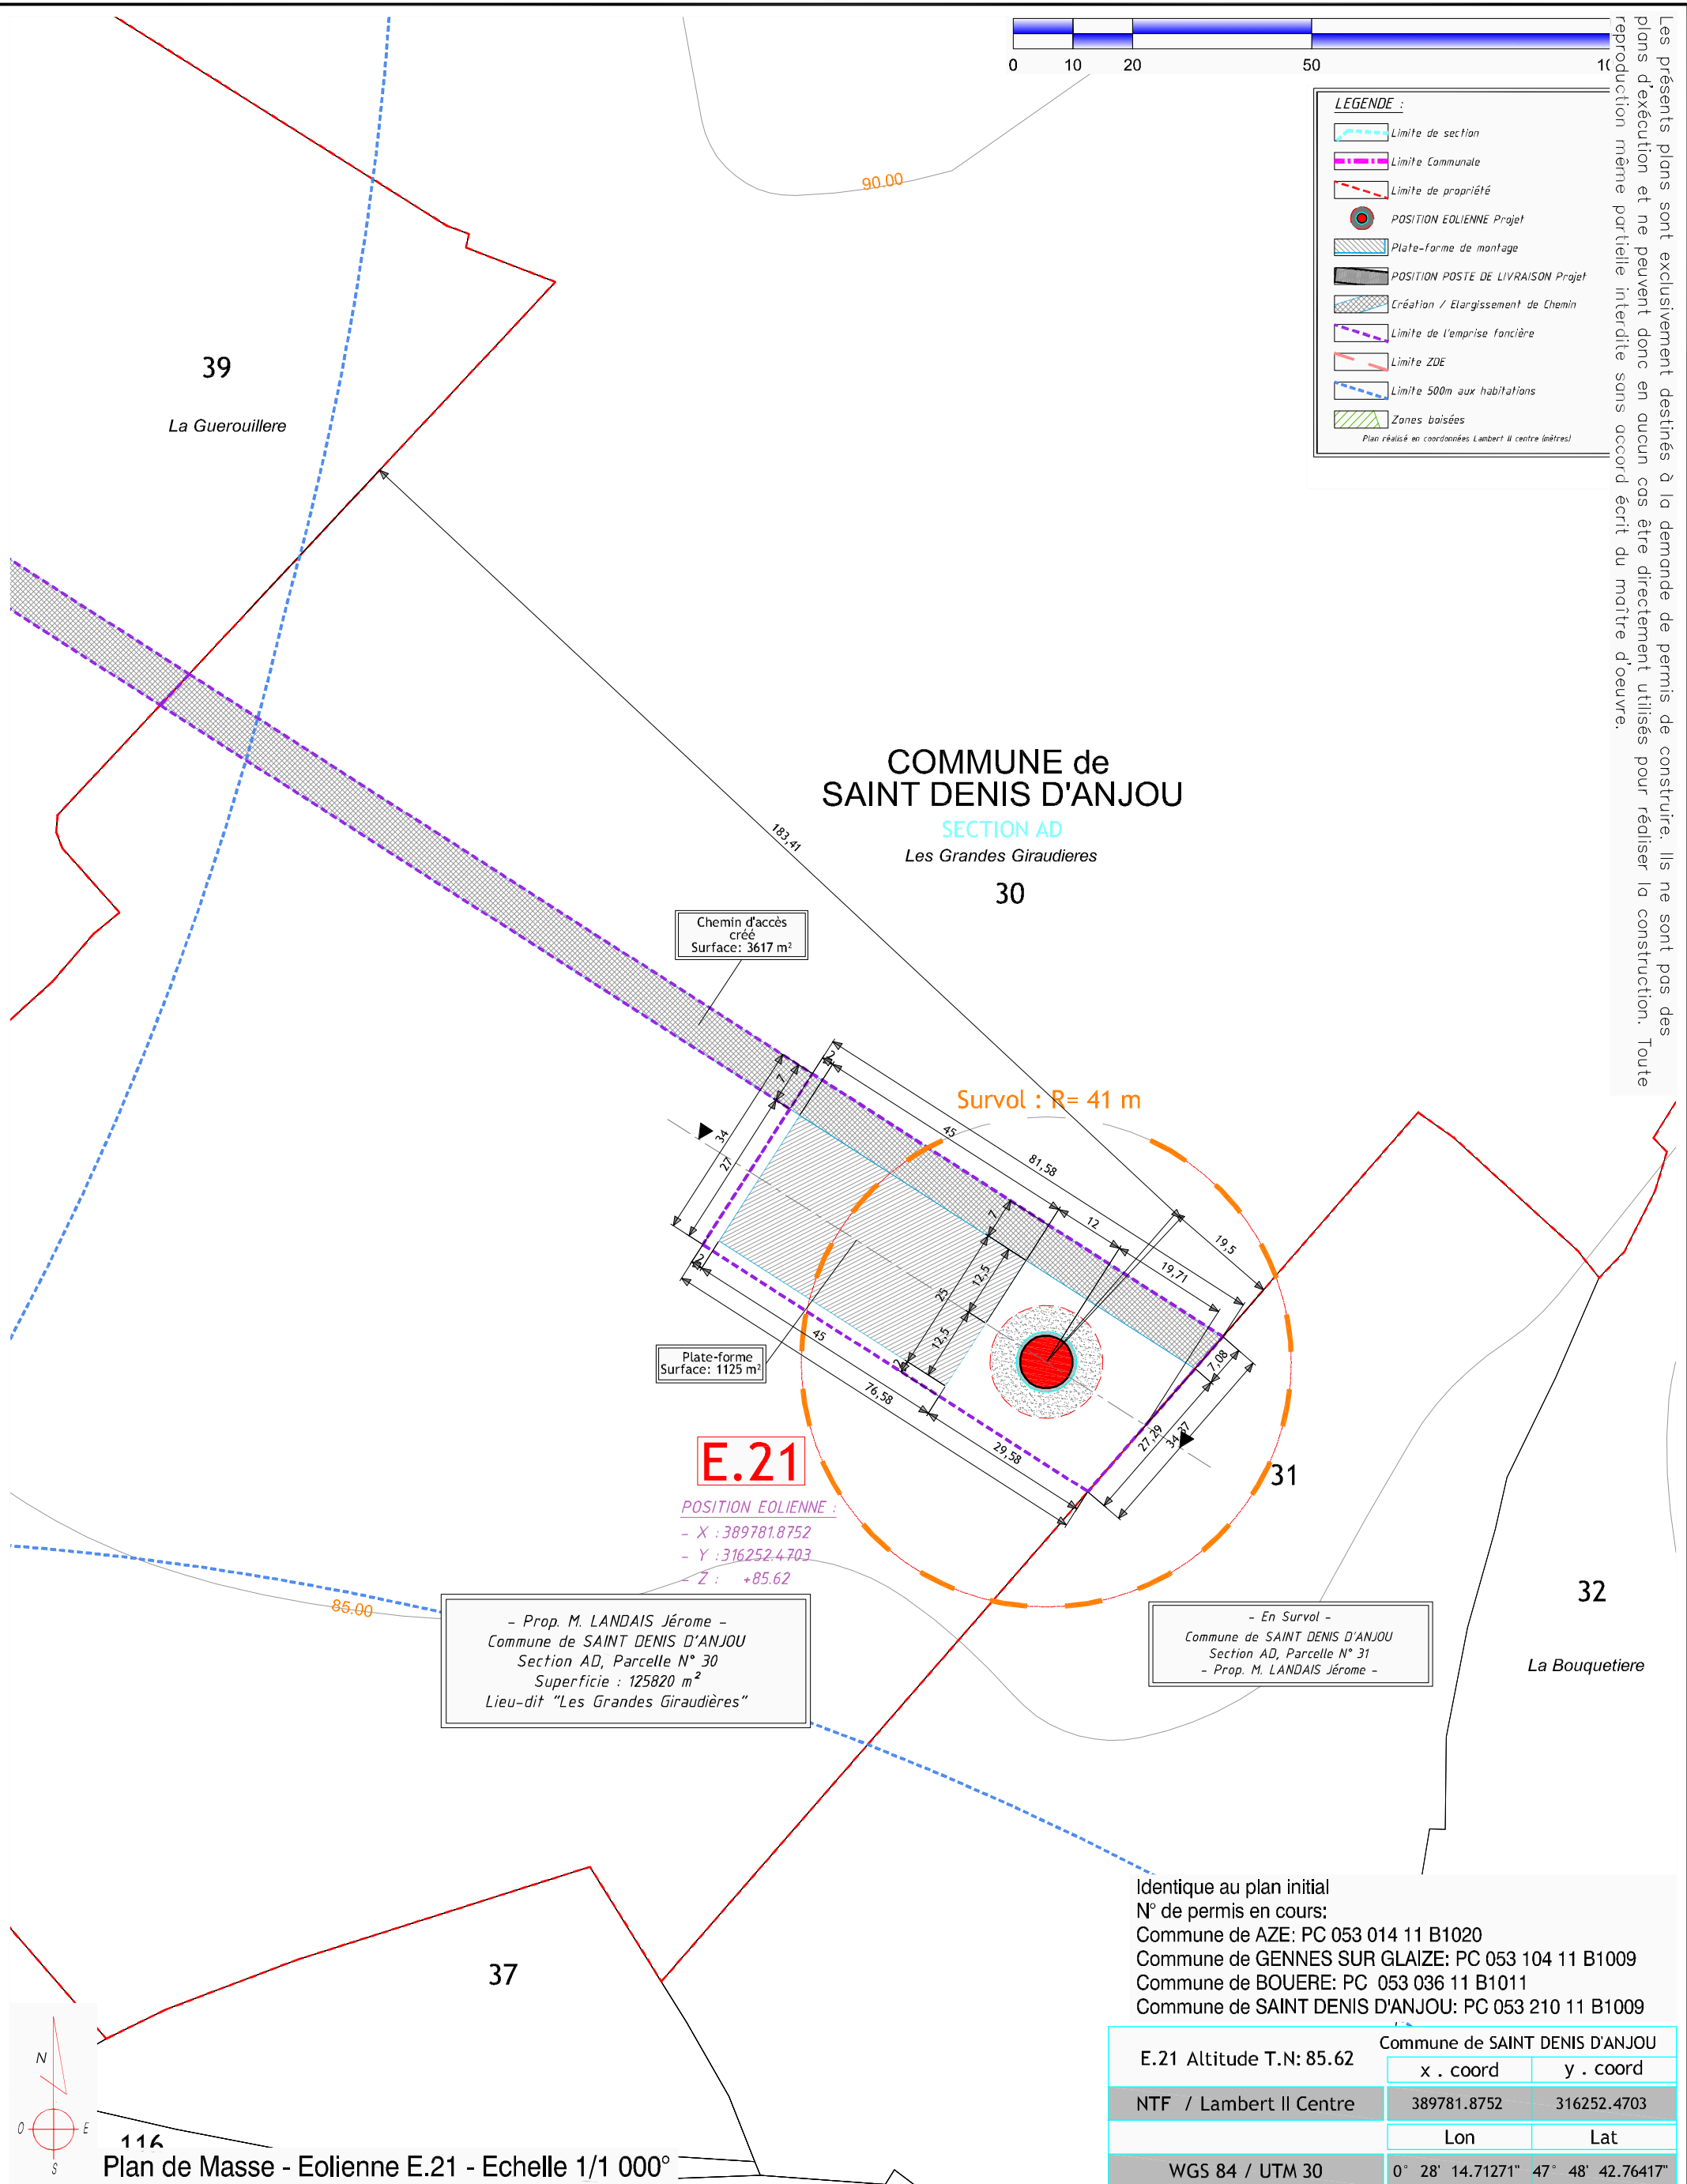 0 10 20 50
LEGENDE :
Limite de section
Limite Communale
Limite de propriété
POSITION EOLIENNE Projet
Plate-forme de montage
POSITION POSTE DE LIVRAISON Projet
Création / Elargissement de Chemin
Limite de l'emprise foncière
Limite ZDE
Limite 500m aux habitations
Zones boisées
Plan réalisé en coordonnées Lambert II centre (mètres)
Les présents plans sont exclusivement destinés à la demande de permis de construire. Ils ne sont pas des
plans d'exécution et ne peuvent donc en aucun cas être directement utilisés pour réaliser la construction. Toute
reproduction même partielle interdite sans accord écrit du maître d'oeuvre.
90.00
39
La Guerouillere
183,41
COMMUNE de
SAINT DENIS D'ANJOU
SECTION AD
Les Grandes Giraudieres
30
Chemin d'accès
créé
Surface: 3617 m²
Survol : R= 41 m
2
7
34
27
45
81,58
12
19,5
19,71
7
25
12,5
12,5
2
2
45
76,58
29,58
7,08
27,29
34,37
Plate-forme
Surface: 1125 m²
31
E.21
POSITION EOLIENNE :
- X : 389781.8752
- Y : 316252.4703
- Z : +85.62
85.00
- Prop. M. LANDAIS Jérome -
Commune de SAINT DENIS D'ANJOU
Section AD, Parcelle N° 30
Superficie : 125820 m²
Lieu-dit "Les Grandes Giraudières"
- En Survol -
Commune de SAINT DENIS D'ANJOU
Section AD, Parcelle N° 31
- Prop. M. LANDAIS Jérome -
32
La Bouquetiere
37
Identique au plan initial
N° de permis en cours:
Commune de AZE: PC 053 014 11 B1020
Commune de GENNES SUR GLAIZE: PC 053 104 11 B1009
Commune de BOUERE: PC 053 036 11 B1011
Commune de SAINT DENIS D'ANJOU: PC 053 210 11 B1009
E.21 Altitude T.N: 85.62
Commune de SAINT DENIS D'ANJOU
x . coord y . coord
NTF / Lambert II Centre 389781.8752 316252.4703
Lon Lat
WGS 84 / UTM 30 0° 28' 14.71271" 47° 48' 42.76417"
N
O E
S
116
Plan de Masse - Eolienne E.21 - Echelle 1/1 000°